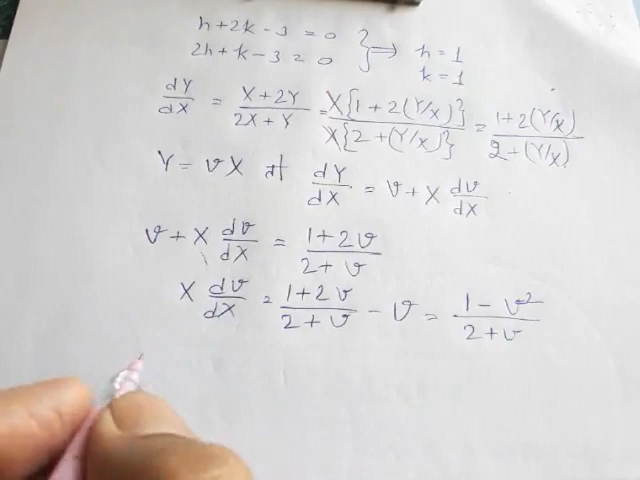 h+2k-3=0 } ⇒ h=1
2h+k-3=0 } k=1
dY/dX = X+2Y/2X+Y = X{1+2(Y/X)}/X{2+(Y/X)} = 1+2(Y/X)/2+(Y/X)
Y = vX dY/dX = v+X dv/dX
v+X dv/dX = 1+2v/2+v
X dv/dX = 1+2v/2+v - v = 1-v²/2+v